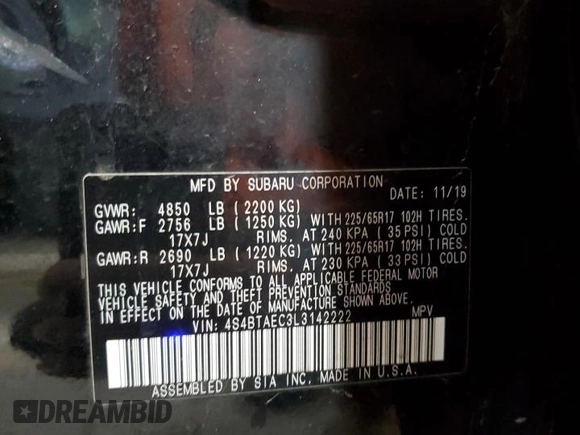 MFD BY SUBARU CORPORATION
DATE: 11/19
GVWR: 4850 LB (2200 KG)
GAWR:F 2756 LB (1250 KG) WITH 225/65R17 102H TIRES.
17X7J RIMS. AT 240 KPA (35 PSI) COLD
GAWR:R 2690 LB (1220 KG) WITH 225/65R17 102H TIRES.
17X7J RIMS. AT 230 KPA (33 PSI) COLD
THIS VEHICLE CONFORMS TO ALL APPLICABLE FEDERAL MOTOR
VEHICLE SAFETY AND THEFT PREVENTION STANDARDS
IN EFFECT ON DATE OF MANUFACTURE SHOWN ABOVE.
VIN: 4S4BTAEC3L3142222 MPV
ASSEMBLED BY SIA INC. MADE IN U.S.A.
DREAMBID